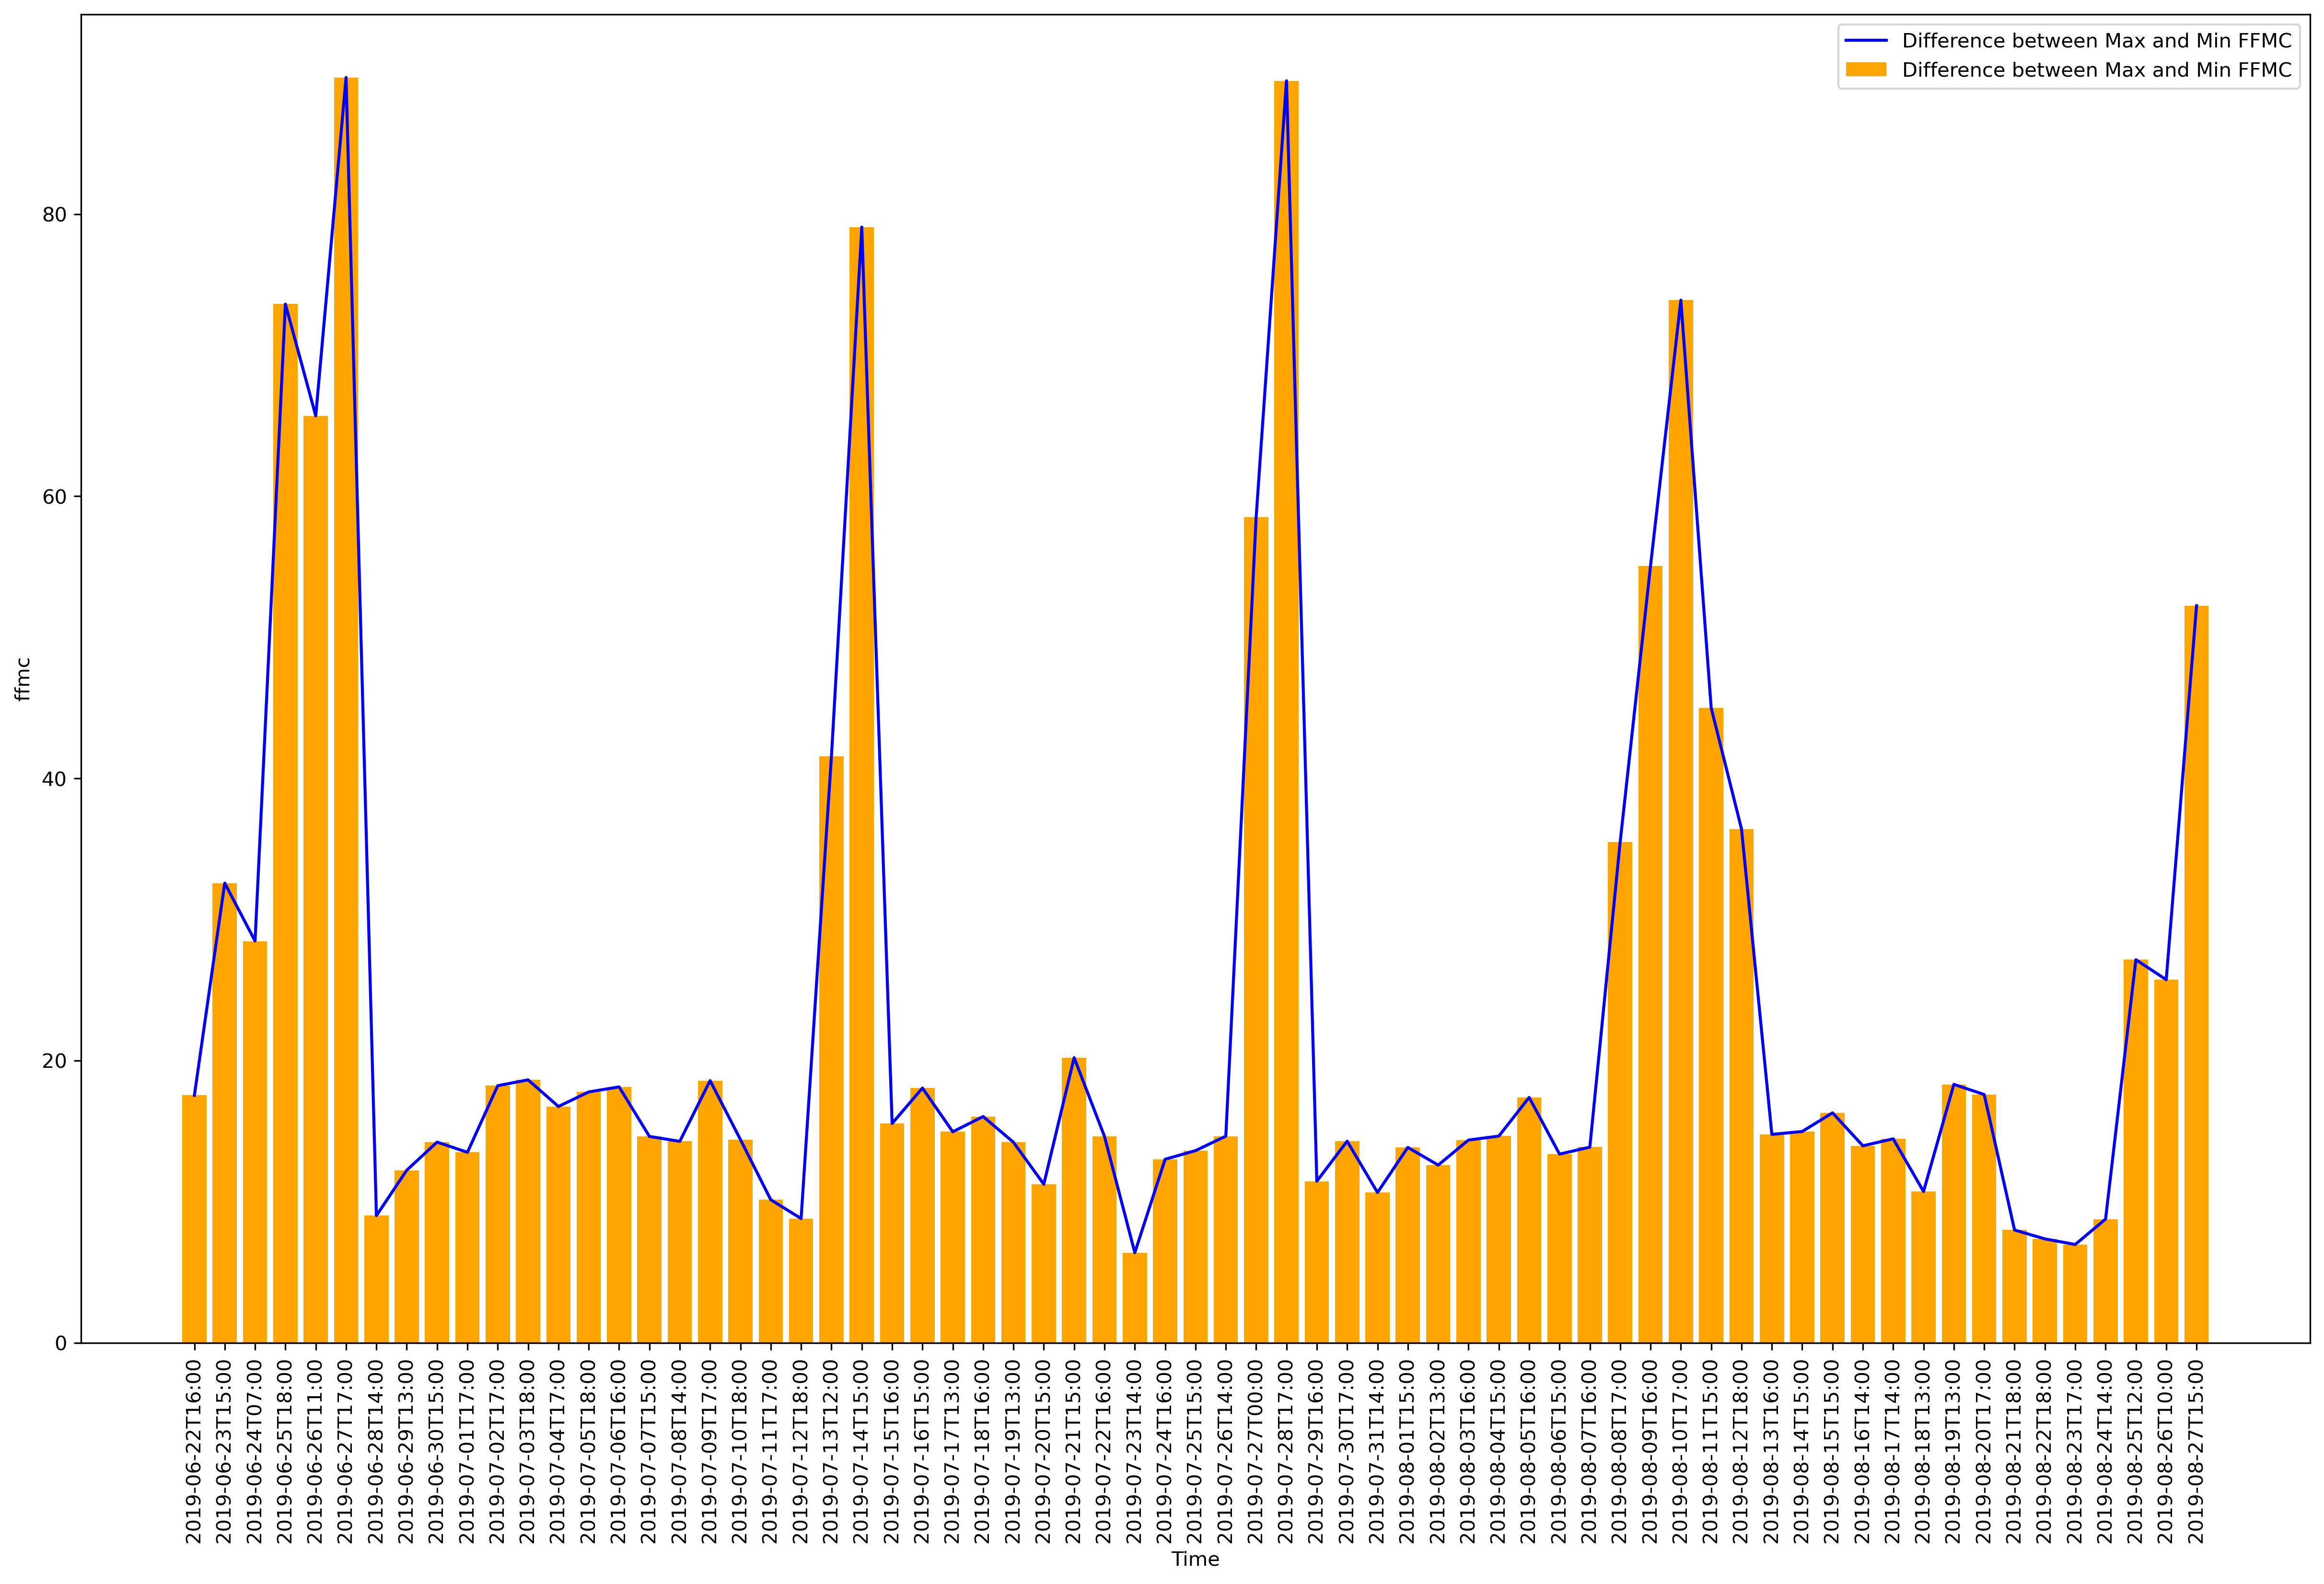 Difference between Max and Min FFMC
Difference between Max and Min FFMC
80
60
40
20
0
ffmc
2019-06-22T16:00
2019-06-23T15:00
2019-06-24T07:00
2019-06-25T18:00
2019-06-26T11:00
2019-06-27T17:00
2019-06-28T14:00
2019-06-29T13:00
2019-06-30T15:00
2019-07-01T17:00
2019-07-02T17:00
2019-07-03T18:00
2019-07-04T17:00
2019-07-05T18:00
2019-07-06T16:00
2019-07-07T15:00
2019-07-08T14:00
2019-07-09T17:00
2019-07-10T18:00
2019-07-11T17:00
2019-07-12T18:00
2019-07-13T12:00
2019-07-14T15:00
2019-07-15T16:00
2019-07-16T15:00
2019-07-17T13:00
2019-07-18T16:00
2019-07-19T13:00
2019-07-20T15:00
2019-07-21T15:00
2019-07-22T16:00
2019-07-23T14:00
2019-07-24T16:00
2019-07-25T15:00
2019-07-26T14:00
2019-07-27T00:00
2019-07-28T17:00
2019-07-29T16:00
2019-07-30T17:00
2019-07-31T14:00
2019-08-01T15:00
2019-08-02T13:00
2019-08-03T16:00
2019-08-04T15:00
2019-08-05T16:00
2019-08-06T15:00
2019-08-07T16:00
2019-08-08T17:00
2019-08-09T16:00
2019-08-10T17:00
2019-08-11T15:00
2019-08-12T18:00
2019-08-13T16:00
2019-08-14T15:00
2019-08-15T15:00
2019-08-16T14:00
2019-08-17T14:00
2019-08-18T13:00
2019-08-19T13:00
2019-08-20T17:00
2019-08-21T18:00
2019-08-22T18:00
2019-08-23T17:00
2019-08-24T14:00
2019-08-25T12:00
2019-08-26T10:00
2019-08-27T15:00
Time